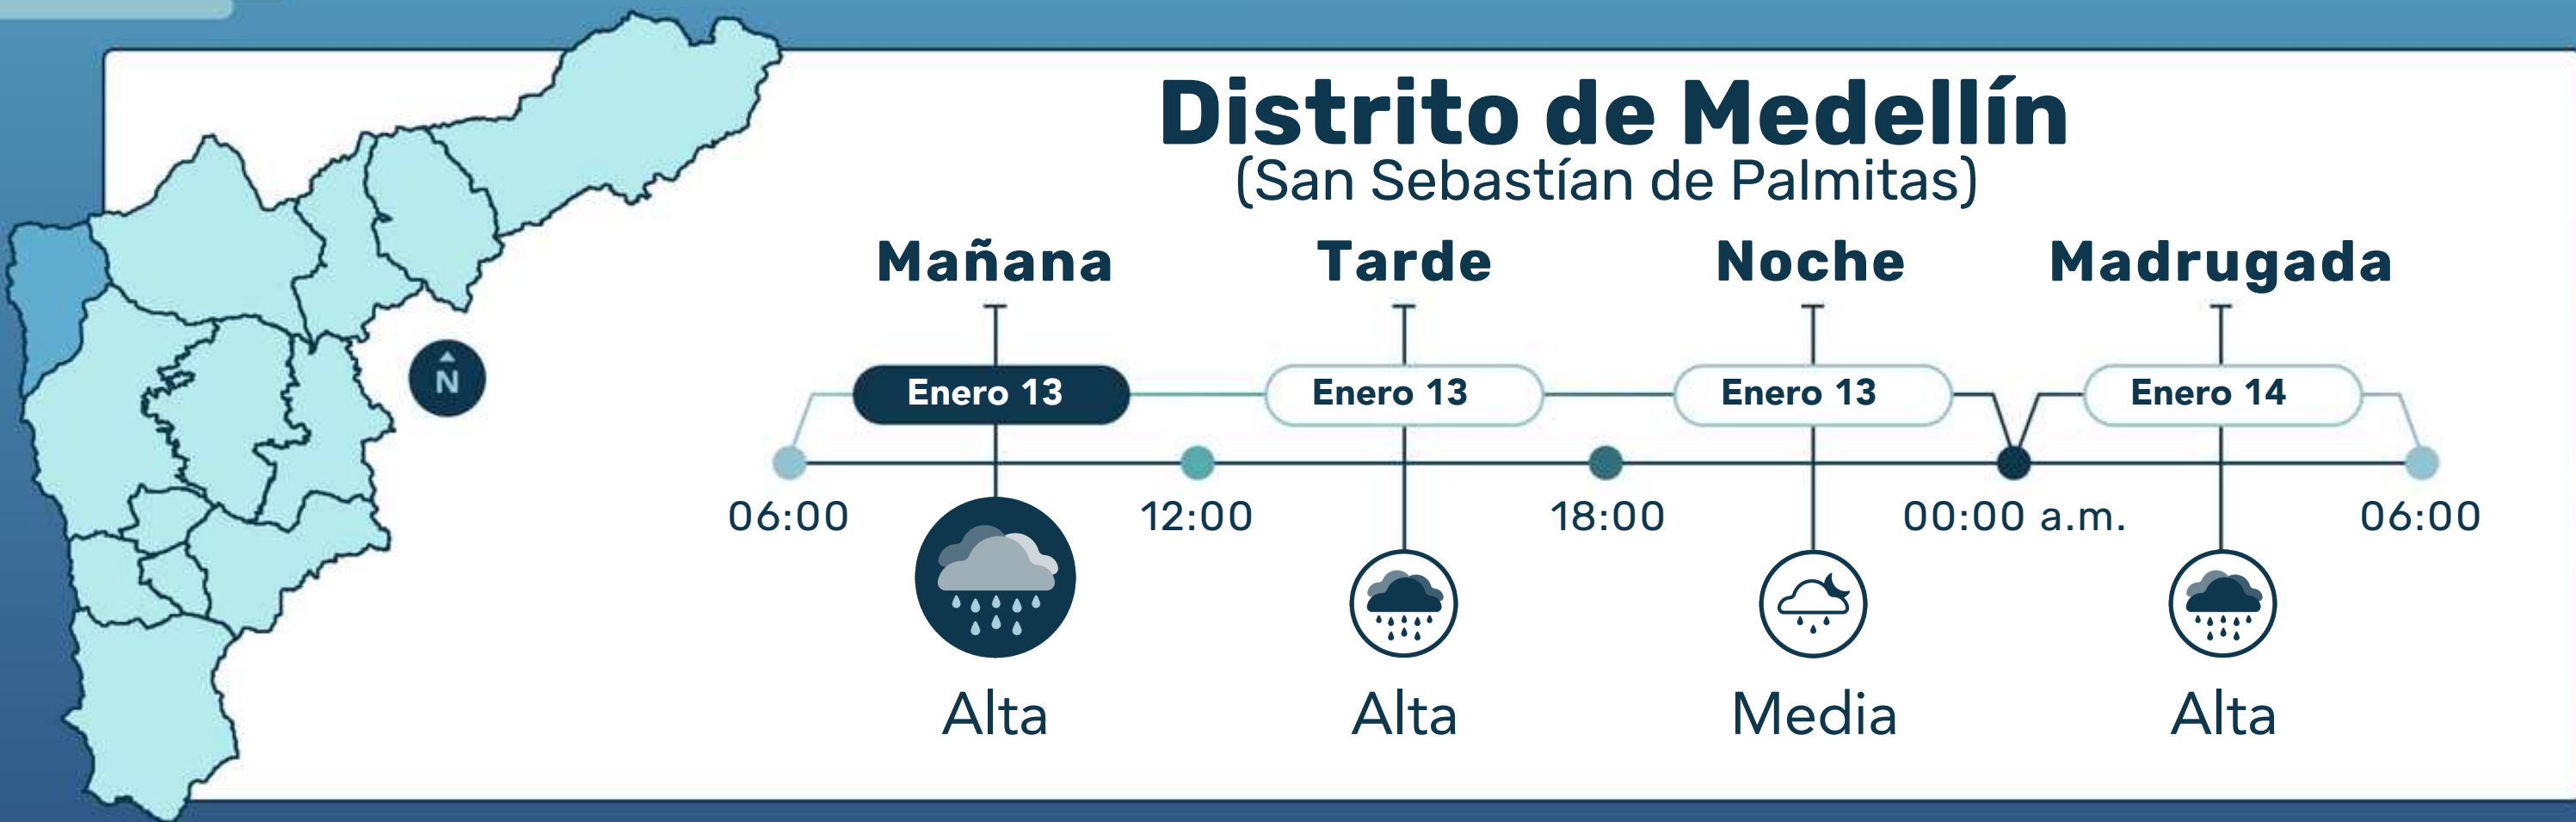 Distrito de Medellín
(San Sebastían de Palmitas)
Mañana Tarde Noche Madrugada
Enero 13 Enero 13 Enero 13 Enero 14
N
06:00 12:00 18:00 00:00 a.m. 06:00
Alta Alta Media Alta